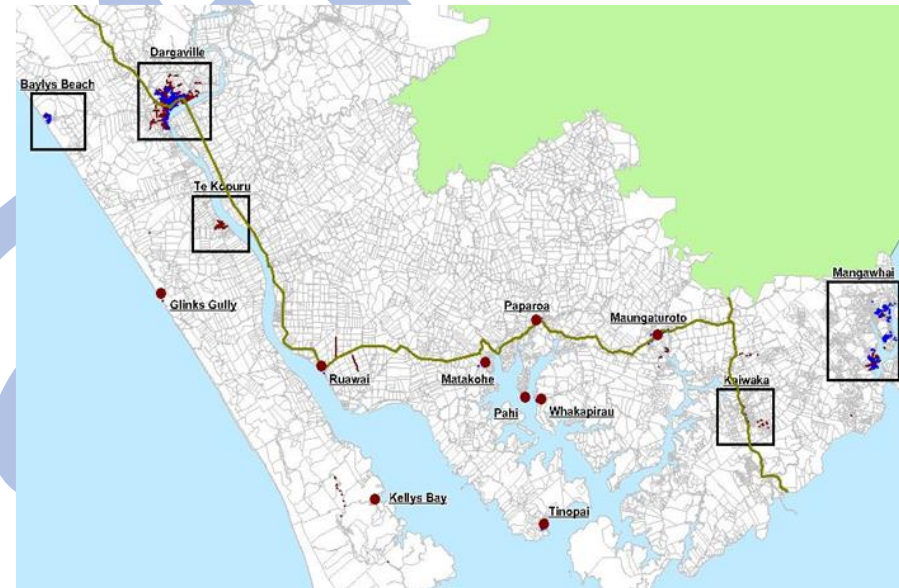 Dargaville
Baylys Beach
Te Kopuru
Mangawhai
Glinks Gully
Paparoa
Maungaturoto
Ruawai
Matakohe
Kaiwaka
Pahi
Whakapirau
Kellys Bay
Tinopai